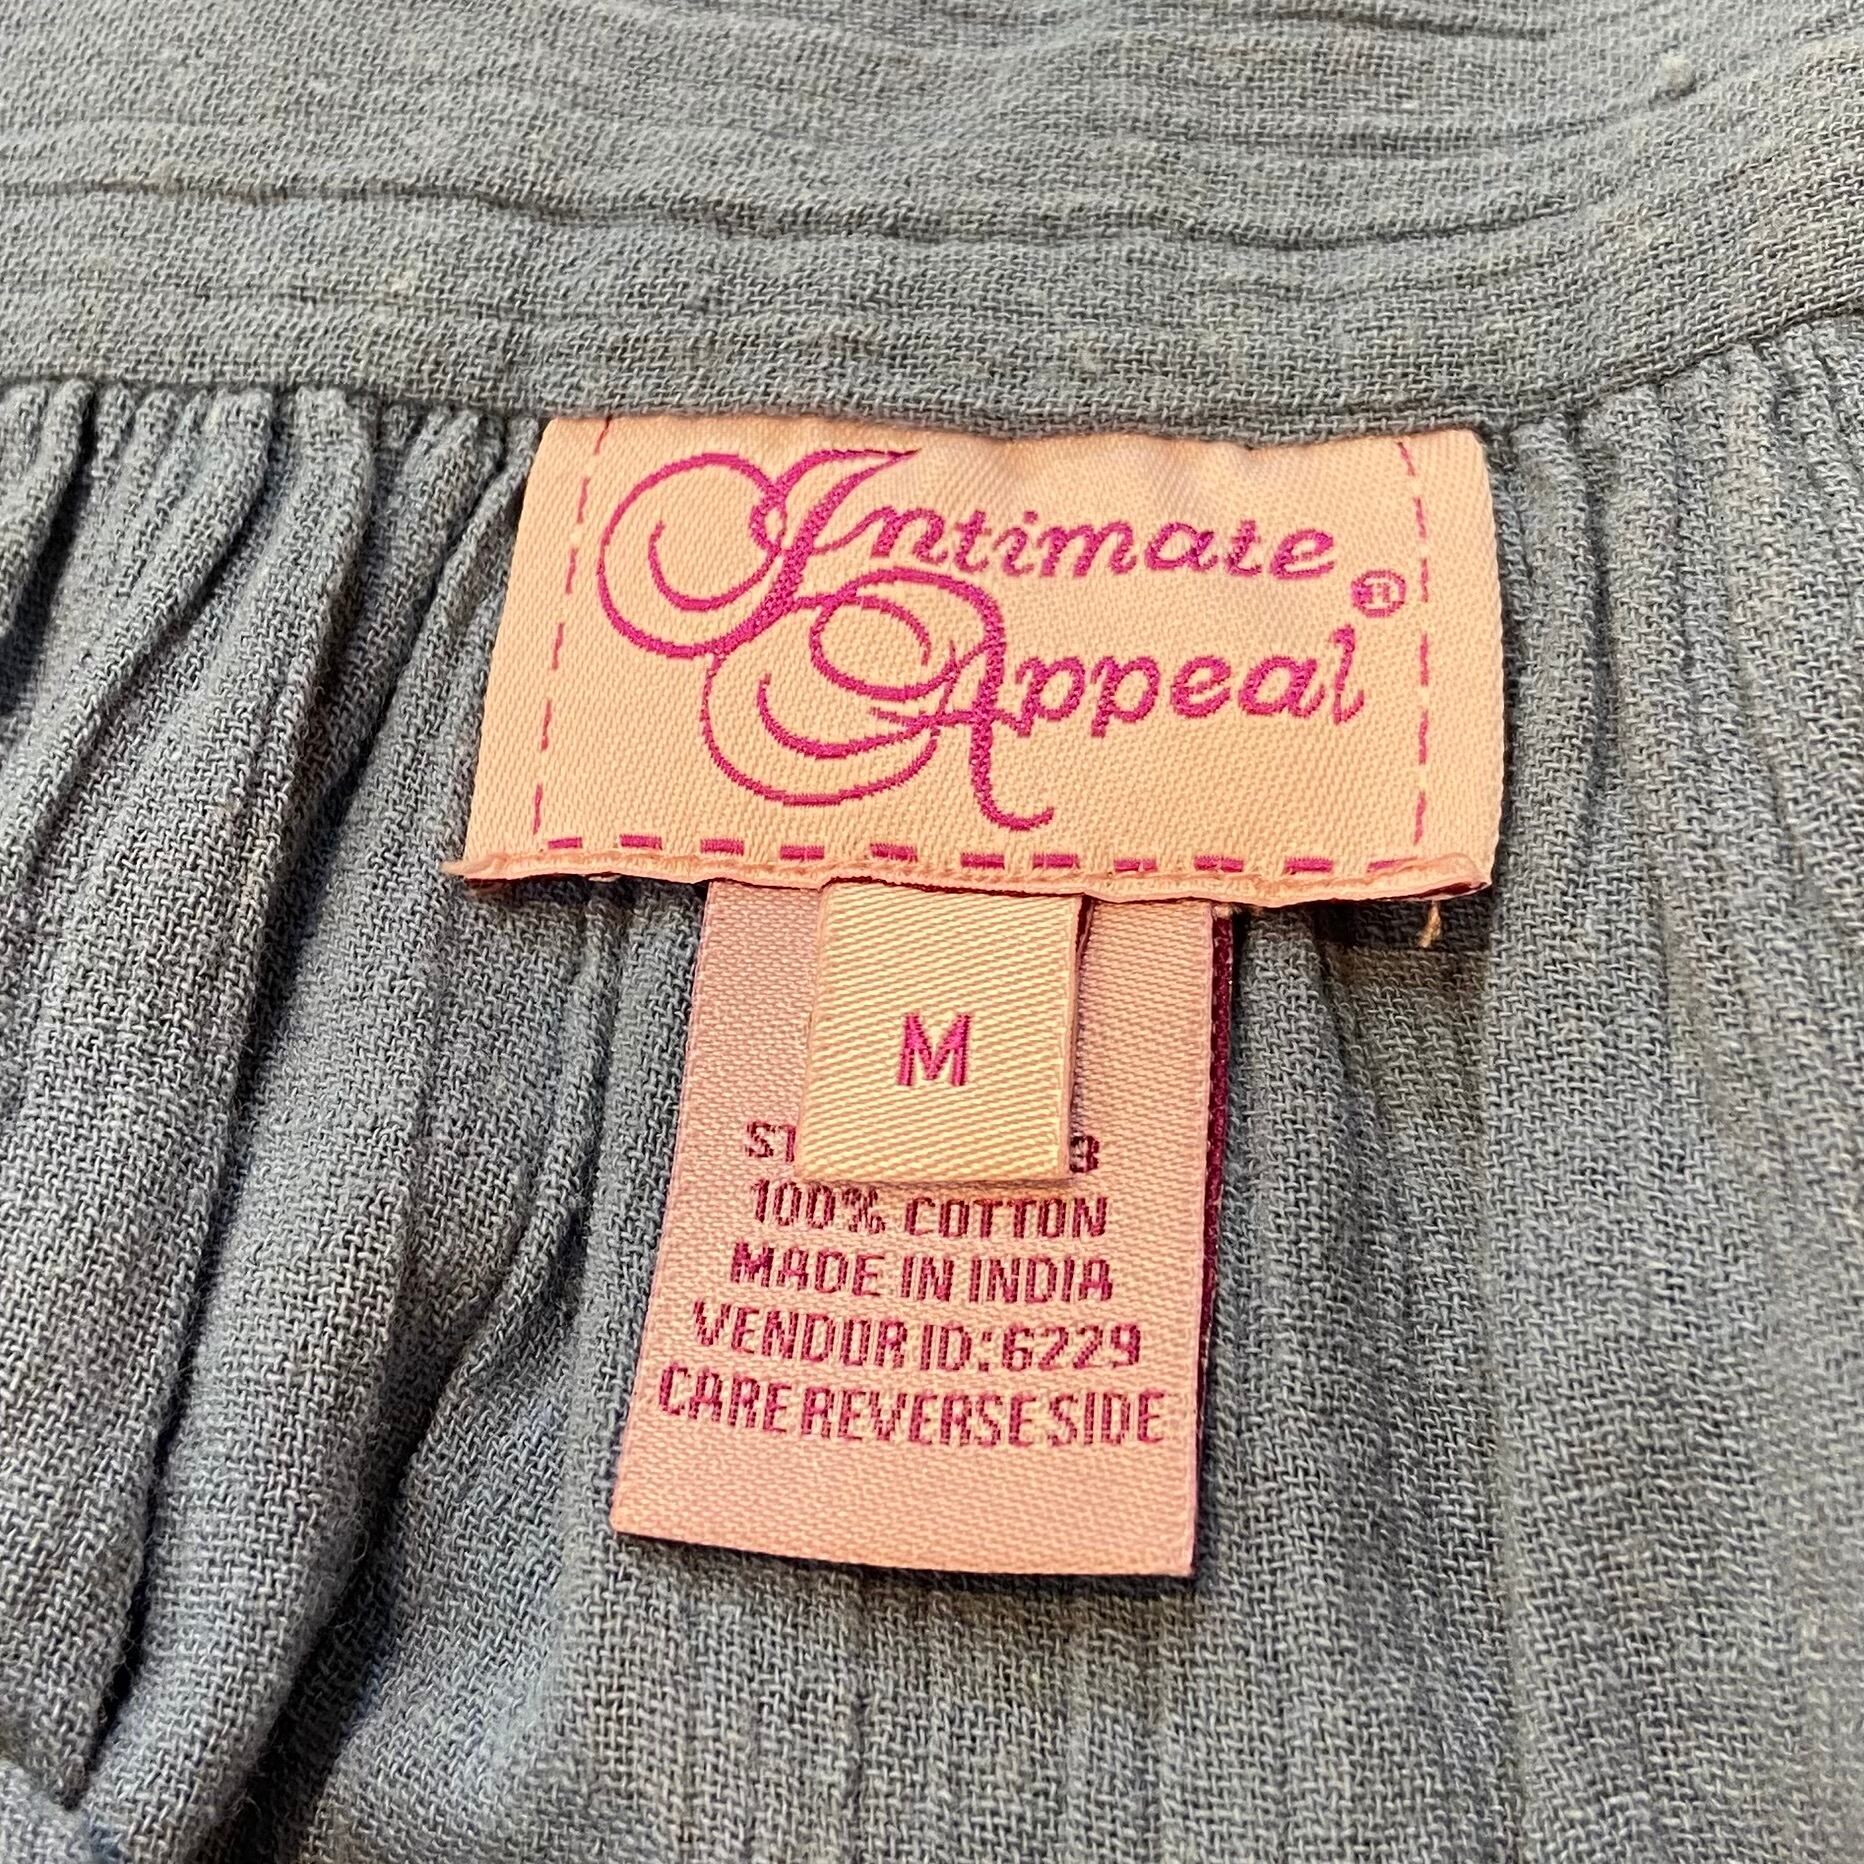 Intimate
Appeal®
M
100% COTTON
MADE IN INDIA
VENDOR ID:6229
CARE REVERSE SIDE